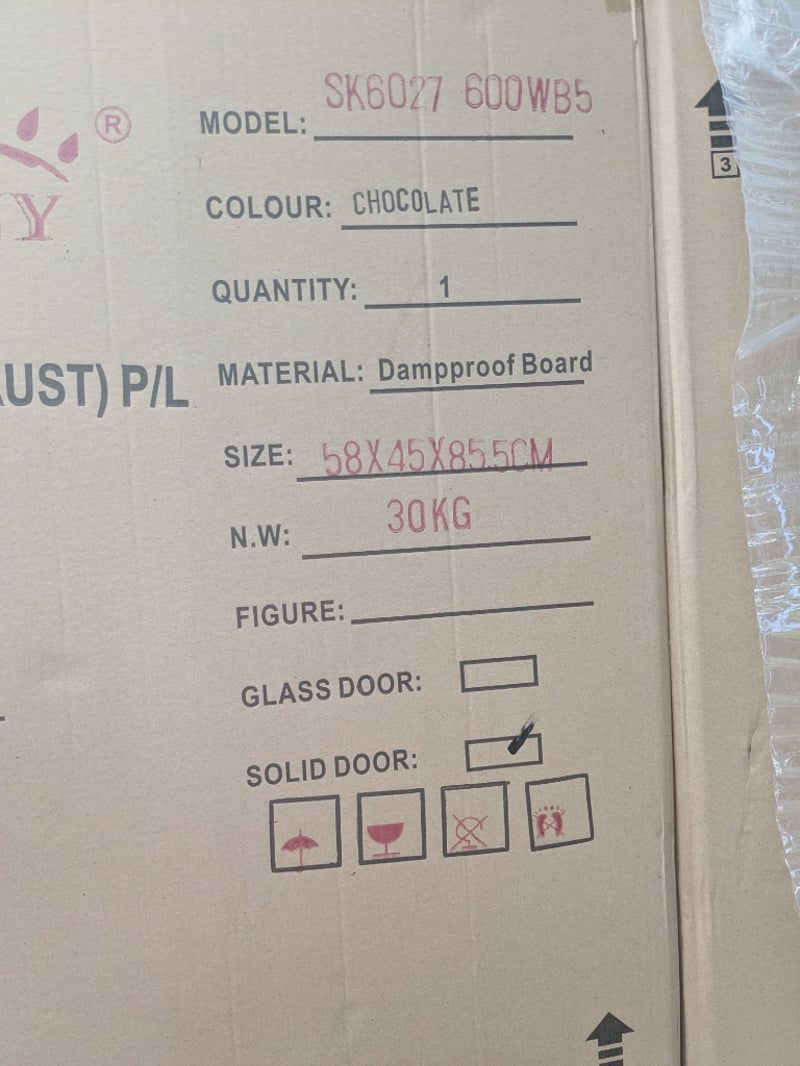 MODEL: SK6027 600WB5
®
3
COLOUR: CHOCOLATE
Y
QUANTITY: 1
UST) P/L
MATERIAL: Dampproof Board
SIZE: 58X45X85.5CM
N.W: 30KG
FIGURE:
GLASS DOOR:
SOLID DOOR: